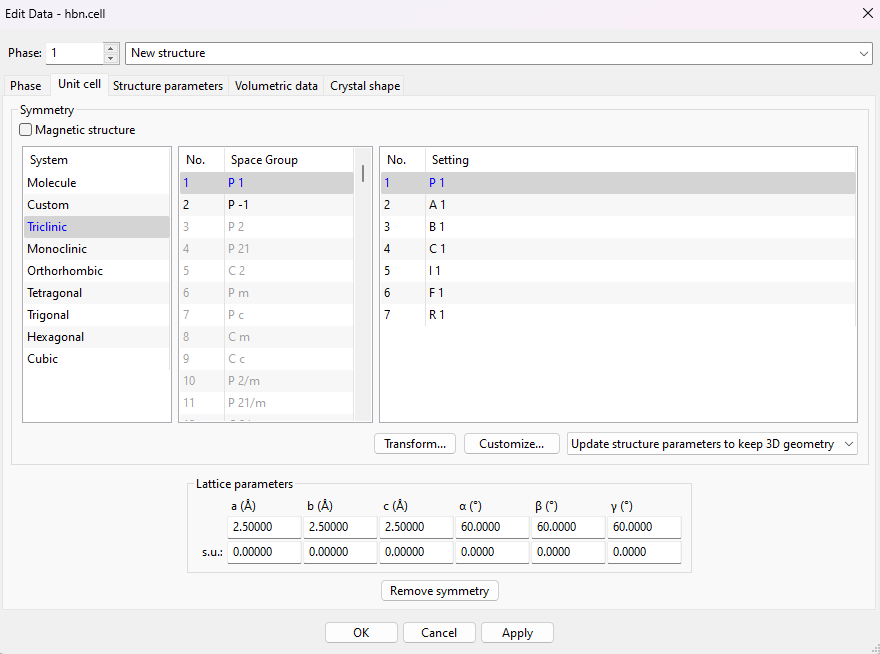 Edit Data - hbn.cell
Phase: 1 New structure
Phase Unit cell Structure parameters Volumetric data Crystal shape
Symmetry
Magnetic structure
System No. Space Group No. Setting
Molecule 1 P 1 1 P 1
Custom 2 P -1 2 A 1
Triclinic 3 P 2 3 B 1
Monoclinic 4 P 21 4 C 1
Orthorhombic 5 C 2 5 I 1
Tetragonal 6 P m 6 F 1
Trigonal 7 P c 7 R 1
Hexagonal 8 C m
Cubic 9 C c
10 P 2/m
11 P 21/m
Transform... Customize... Update structure parameters to keep 3D geometry
Lattice parameters
a (Å) b (Å) c (Å) α (°) β (°) γ (°)
2.50000 2.50000 2.50000 60.0000 60.0000 60.0000
s.u.: 0.00000 0.00000 0.00000 0.0000 0.0000 0.0000
Remove symmetry
OK Cancel Apply